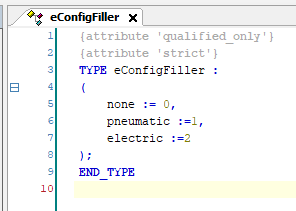 eConfigFiller X
1 {attribute 'qualified_only'}
2 {attribute 'strict'}
3 TYPE eConfigFiller :
4 (
5 none := 0,
6 pneumatic :=1,
7 electric :=2
8 );
9 END_TYPE
10